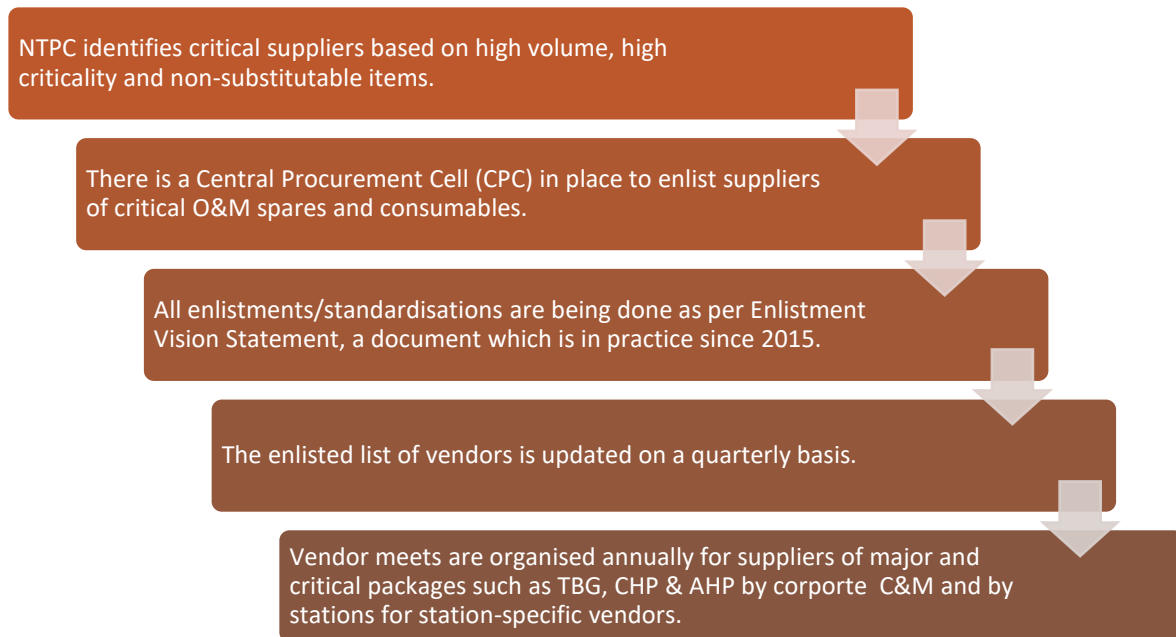 NTPC identifies critical suppliers based on high volume, high
criticality and non-substitutable items.
There is a Central Procurement Cell (CPC) in place to enlist suppliers
of critical O&M spares and consumables.
All enlistments/standardisations are being done as per Enlistment
Vision Statement, a document which is in practice since 2015.
The enlisted list of vendors is updated on a quarterly basis.
Vendor meets are organised annually for suppliers of major and
critical packages such as TBG, CHP & AHP by corporte C&M and by
stations for station-specific vendors.